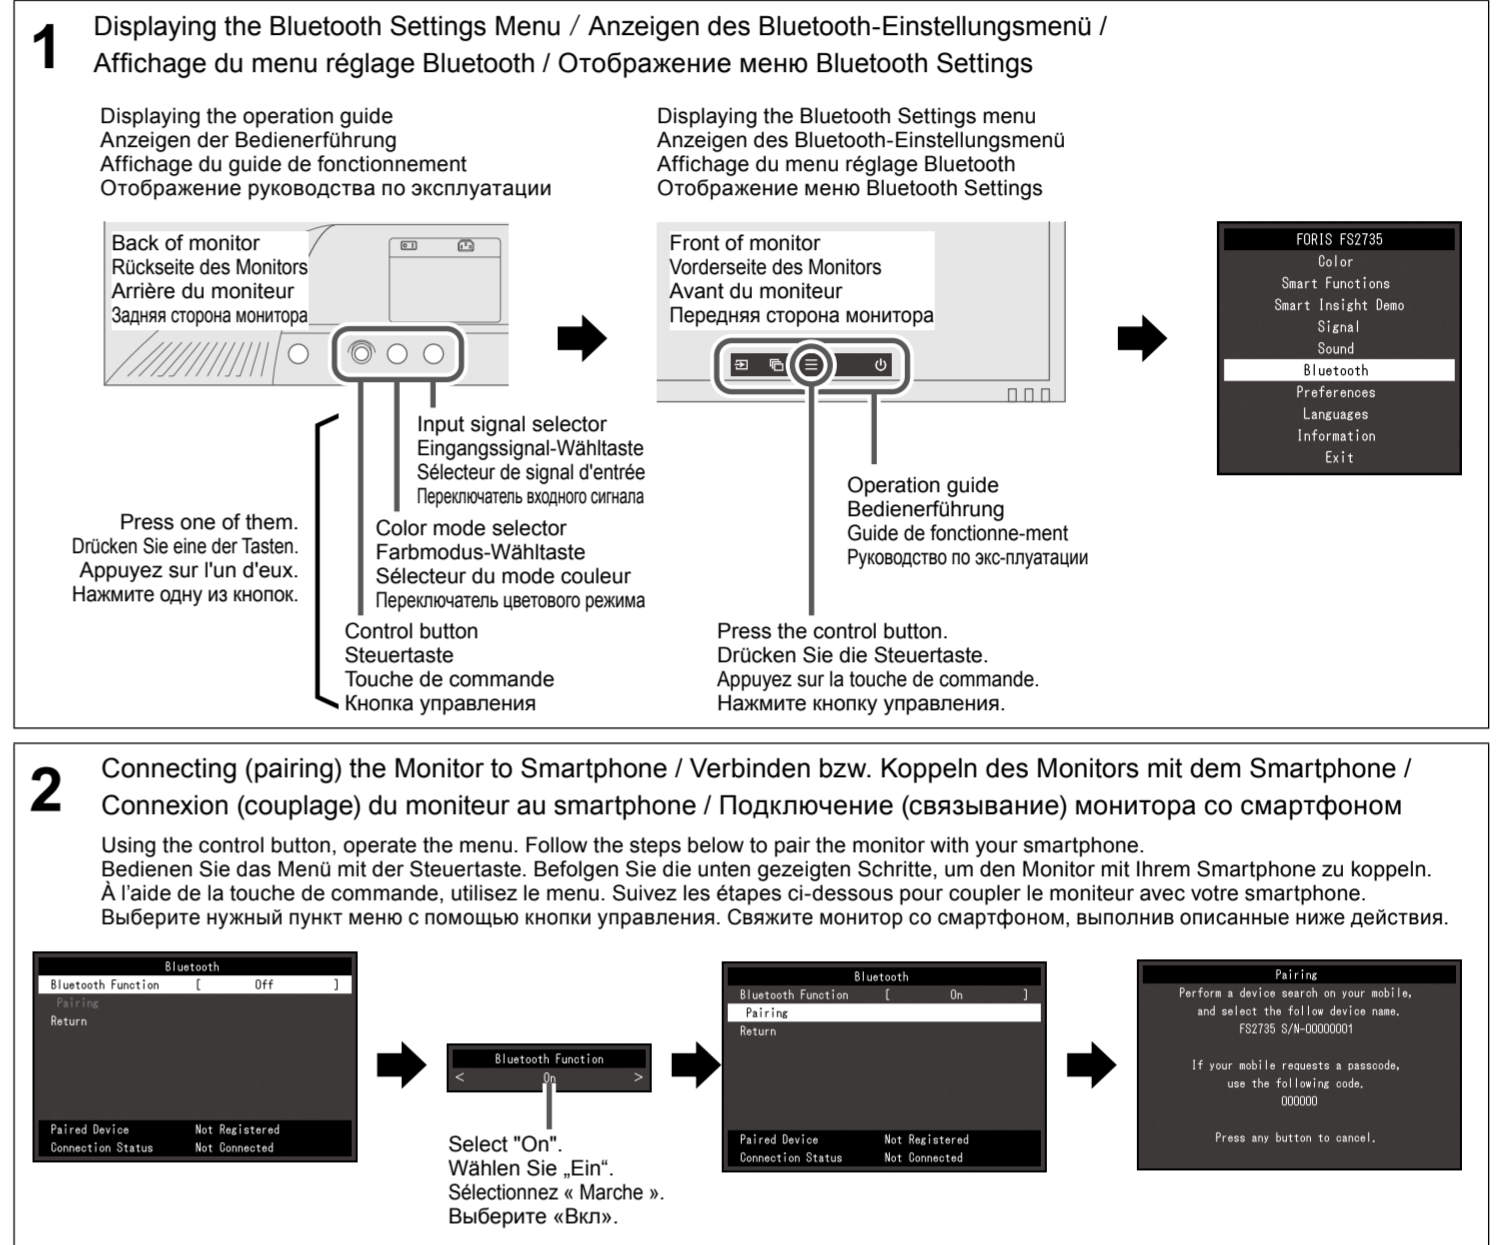 1
Displaying the Bluetooth Settings Menu / Anzeigen des Bluetooth-Einstellungsmenü /
Affichage du menu réglage Bluetooth / Отображение меню Bluetooth Settings
Displaying the operation guide
Anzeigen der Bedienerführung
Affichage du guide de fonctionnement
Отображение руководства по эксплуатации
Back of monitor
Rückseite des Monitors
Arrière du moniteur
Задняя сторона монитора
Input signal selector
Eingangssignal-Wähltaste
Sélecteur de signal d'entrée
Переключатель входного сигнала
Press one of them.
Drücken Sie eine der Tasten.
Appuyez sur l'un d'eux.
Нажмите одну из кнопок.
Color mode selector
Farbmodus-Wähltaste
Sélecteur du mode couleur
Переключатель цветового режима
Control button
Steuertaste
Touche de commande
Кнопка управления
Displaying the Bluetooth Settings menu
Anzeigen des Bluetooth-Einstellungsmenü
Affichage du menu réglage Bluetooth
Отображение меню Bluetooth Settings
Front of monitor
Vorderseite des Monitors
Avant du moniteur
Передняя сторона монитора
Operation guide
Bedienerführung
Guide de fonctionne-ment
Руководство по экс-плуатации
Press the control button.
Drücken Sie die Steuertaste.
Appuyez sur la touche de commande.
Нажмите кнопку управления.
FORIS FS2735
Color
Smart Functions
Smart Insight Demo
Signal
Sound
Bluetooth
Preferences
Languages
Information
Exit
2
Connecting (pairing) the Monitor to Smartphone / Verbinden bzw. Koppeln des Monitors mit dem Smartphone /
Connexion (couplage) du moniteur au smartphone / Подключение (связывание) монитора со смартфоном
Using the control button, operate the menu. Follow the steps below to pair the monitor with your smartphone.
Bedienen Sie das Menü mit der Steuertaste. Befolgen Sie die unten gezeigten Schritte, um den Monitor mit Ihrem Smartphone zu koppeln.
À l'aide de la touche de commande, utilisez le menu. Suivez les étapes ci-dessous pour coupler le moniteur avec votre smartphone.
Выберите нужный пункт меню с помощью кнопки управления. Свяжите монитор со смартфоном, выполнив описанные ниже действия.
Bluetooth
Bluetooth Function [ Off ]
Pairing
Return
Paired Device Not Registered
Connection Status Not Connected
Bluetooth Function
< On >
Select "On".
Wählen Sie „Ein“.
Sélectionnez « Marche ».
Выберите «Вкл».
Bluetooth
Bluetooth Function [ On ]
Pairing
Return
Paired Device Not Registered
Connection Status Not Connected
Pairing
Perform a device search on your mobile,
and select the follow device name.
FS2735 S/N-00000001
If your mobile requests a passcode,
use the following code.
000000
Press any button to cancel.